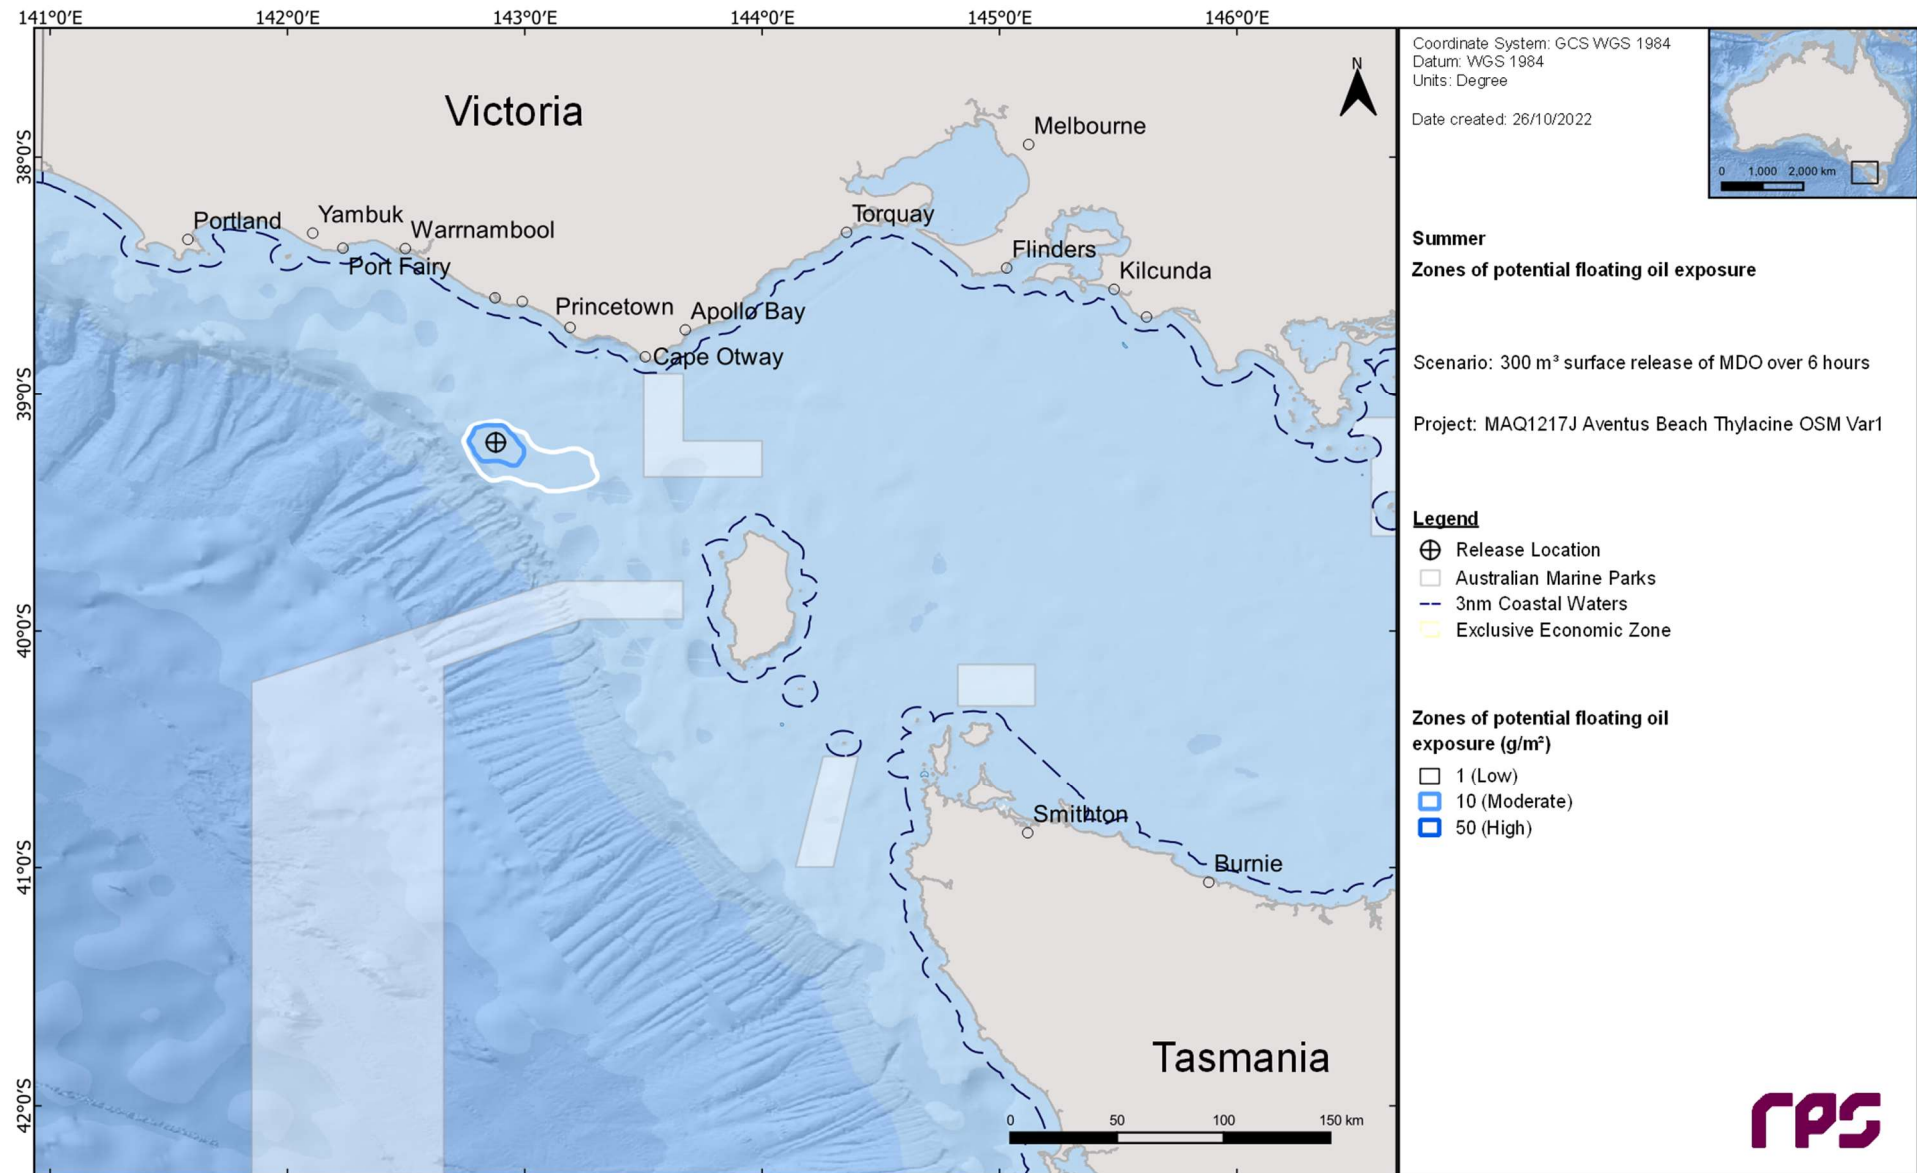 141°0'E 142°0'E 143°0'E 144°0'E 145°0'E 146°0'E
38°0'S
39°0'S
40°0'S
41°0'S
42°0'S
Victoria
N
Melbourne
Portland
Yambuk
Warrnambool
Port Fairy
Torquay
Flinders
Kilcunda
Princetown
Apollo Bay
Cape Otway
Smithton
Burnie
Tasmania
0 50 100 150 km
Coordinate System: GCS WGS 1984
Datum: WGS 1984
Units: Degree
Date created: 26/10/2022
0 1,000 2,000 km
Summer
Zones of potential floating oil exposure
Scenario: 300 m³ surface release of MDO over 6 hours
Project: MAQ1217J Aventus Beach Thylacine OSM Var1
Legend
Release Location
Australian Marine Parks
3nm Coastal Waters
Exclusive Economic Zone
Zones of potential floating oil
exposure (g/m²)
1 (Low)
10 (Moderate)
50 (High)
rps